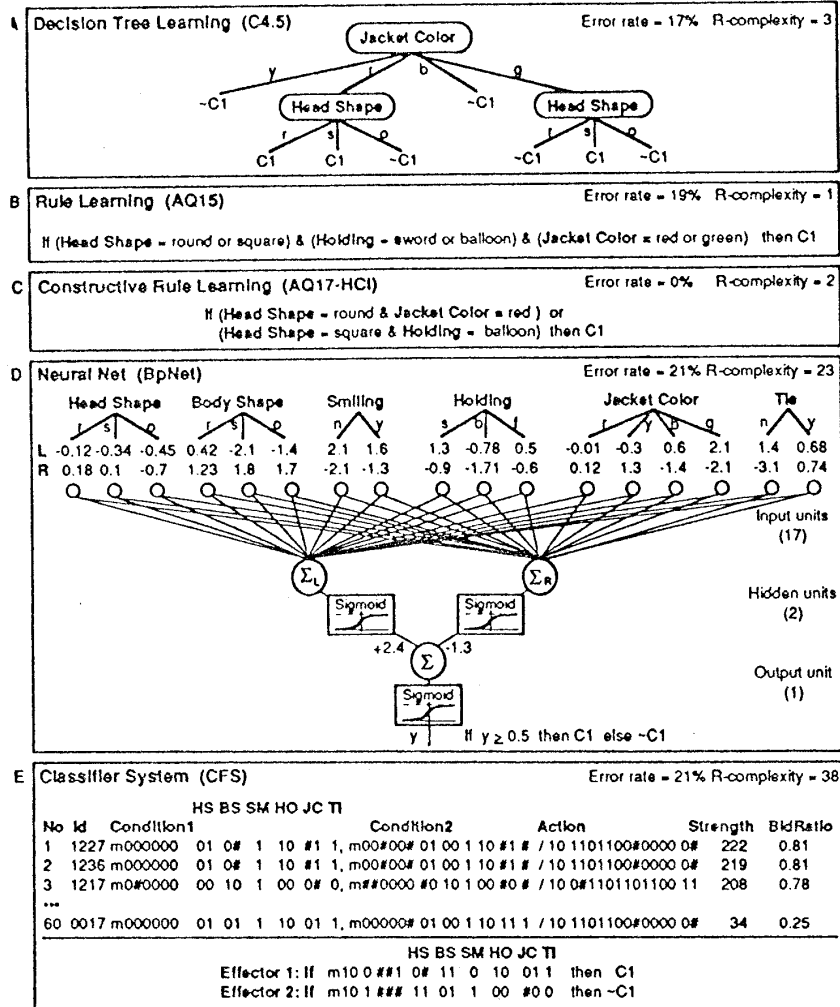 A Decision Tree Learning (C4.5) Error rate = 17% R-complexity = 3
Jacket Color
y r b g
~C1 Head Shape ~C1 Head Shape
r s o r s o
C1 C1 ~C1 ~C1 C1 ~C1
B Rule Learning (AQ15) Error rate = 19% R-complexity = 1
If (Head Shape = round or square) & (Holding = sword or balloon) & (Jacket Color = red or green) then C1
C Constructive Rule Learning (AQ17-HCI) Error rate = 0% R-complexity = 2
If (Head Shape = round & Jacket Color = red ) or
(Head Shape = square & Holding = balloon) then C1
D Neural Net (BpNet) Error rate = 21% R-complexity = 23
Head Shape Body Shape Smiling Holding Jacket Color Tie
r s o r s o n y s b f r y B g n y
L -0.12 -0.34 -0.45 0.42 -2.1 -1.4 2.1 1.6 1.3 -0.78 0.5 -0.01 -0.3 0.6 2.1 1.4 0.68
R 0.18 0.1 -0.7 1.23 1.8 1.7 -2.1 -1.3 -0.9 -1.71 -0.6 0.12 1.3 -1.4 -2.1 -3.1 0.74
Input units
(17)
ΣL ΣR
Hidden units
(2)
Sigmoid Sigmoid
+2.4 Σ -1.3
Output unit
(1)
Sigmoid
y If y ≥ 0.5 then C1 else ~C1
E Classifier System (CFS) Error rate = 21% R-complexity = 38
HS BS SM HO JC TI
No Id Condition1 Condition2 Action Strength BidRatio
1 1227 m000000 01 0# 1 10 #1 1, m00#00# 01 00 1 10 #1 # / 10 1101100#0000 0# 222 0.81
2 1236 m000000 01 0# 1 10 #1 1, m00000# 01 00 1 10 #1 # / 10 1101100#0000 0# 219 0.81
3 1217 m0#0000 00 10 1 00 0# 0, m##0000 #0 10 1 00 #0 # / 10 0#1101101100 11 208 0.78
...
60 0017 m000000 01 01 1 10 01 1, m00000# 01 00 1 10 11 1 / 10 1101100#0000 0# 34 0.25
HS BS SM HO JC TI
Effector 1: If m10 0 ##1 0# 11 0 10 01 1 then C1
Effector 2: If m10 1 ### 11 01 1 00 #0 0 then ~C1